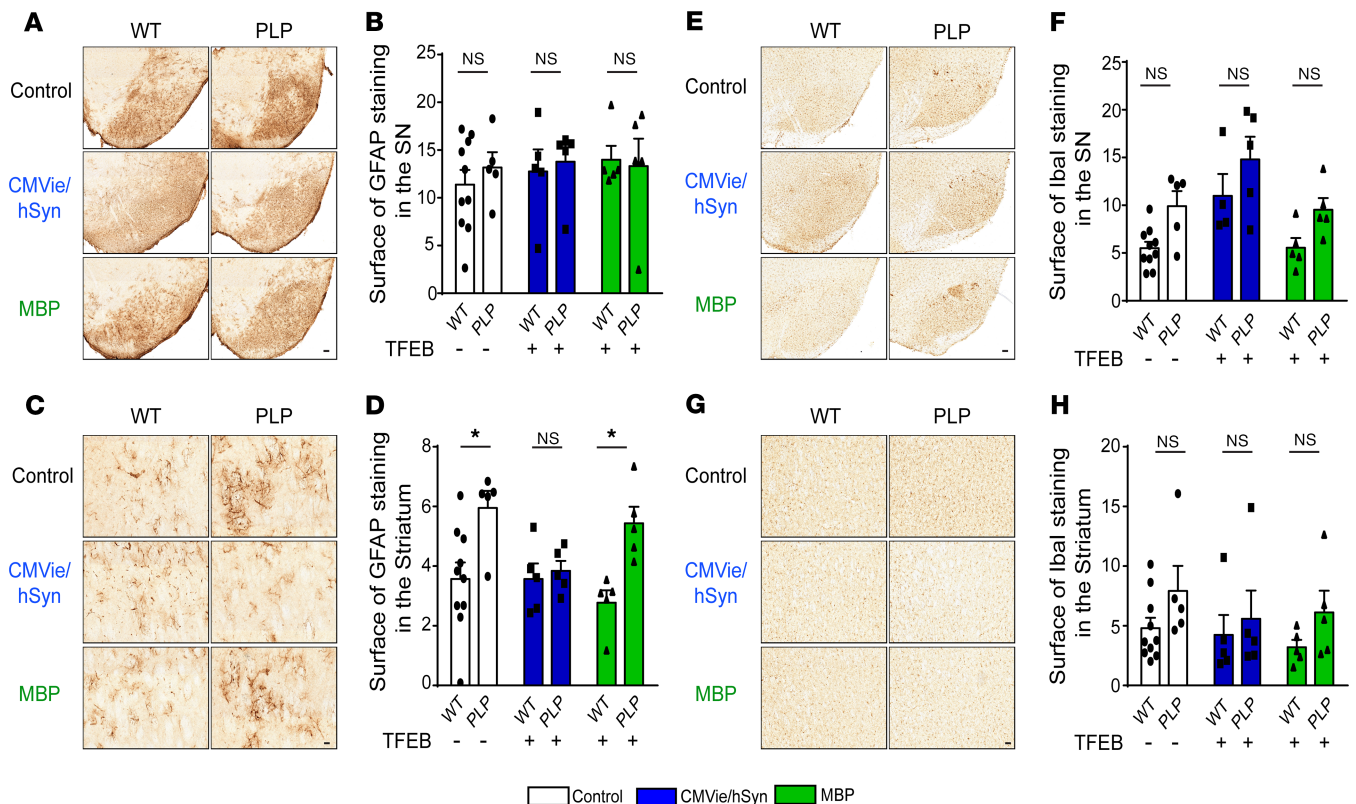 A
WT PLP
Control
CMVie/
hSyn
MBP
B
Surface of GFAP staining
in the SN
25
20
15
10
5
0
NS NS NS
WT PLP WT PLP WT PLP
TFEB - - + + + +
E
WT PLP
Control
CMVie/
hSyn
MBP
F
Surface of Ibal staining
in the SN
25
20
15
10
5
0
NS NS NS
WT PLP WT PLP WT PLP
TFEB - - + + + +
C
WT PLP
Control
CMVie/
hSyn
MBP
D
Surface of GFAP staining
in the Striatum
8
6
4
2
0
* NS *
WT PLP WT PLP WT PLP
TFEB - - + + + +
G
WT PLP
Control
CMVie/
hSyn
MBP
H
Surface of Ibal staining
in the Striatum
20
15
10
5
0
NS NS NS
WT PLP WT PLP WT PLP
TFEB - - + + + +
Control CMVie/hSyn MBP